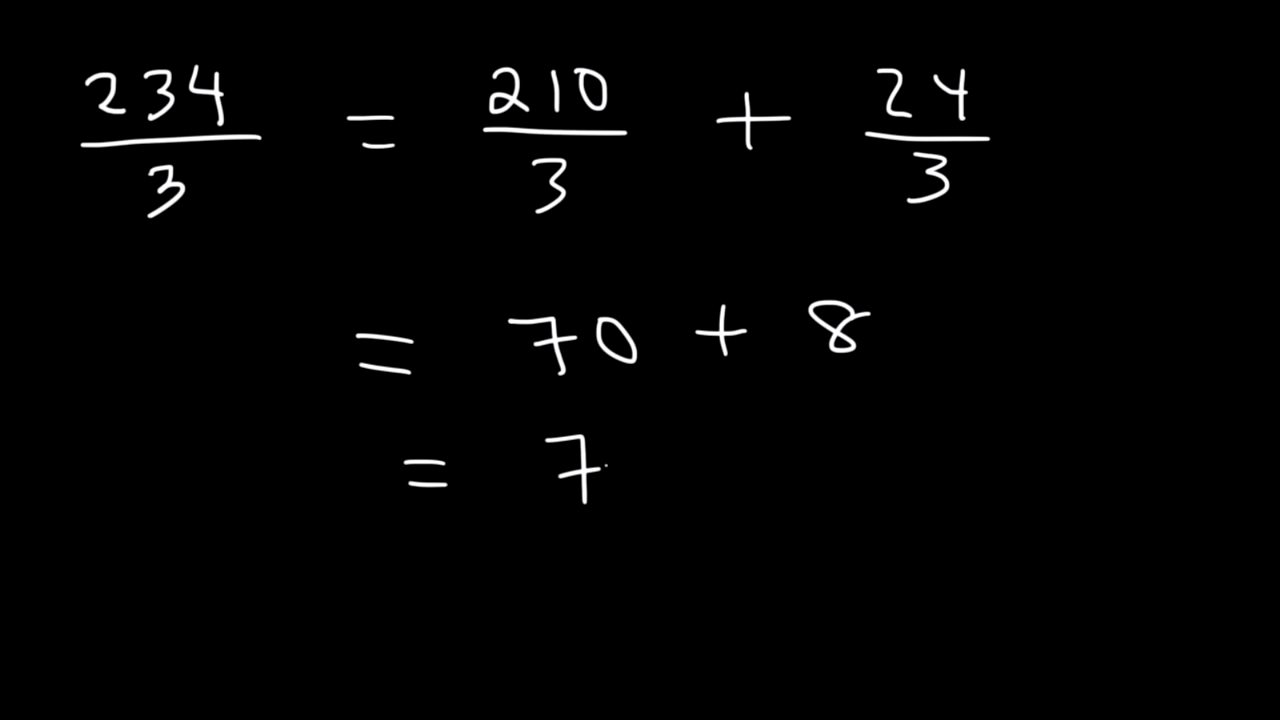 234/3 = 210/3 + 24/3
= 70 + 8
= 7